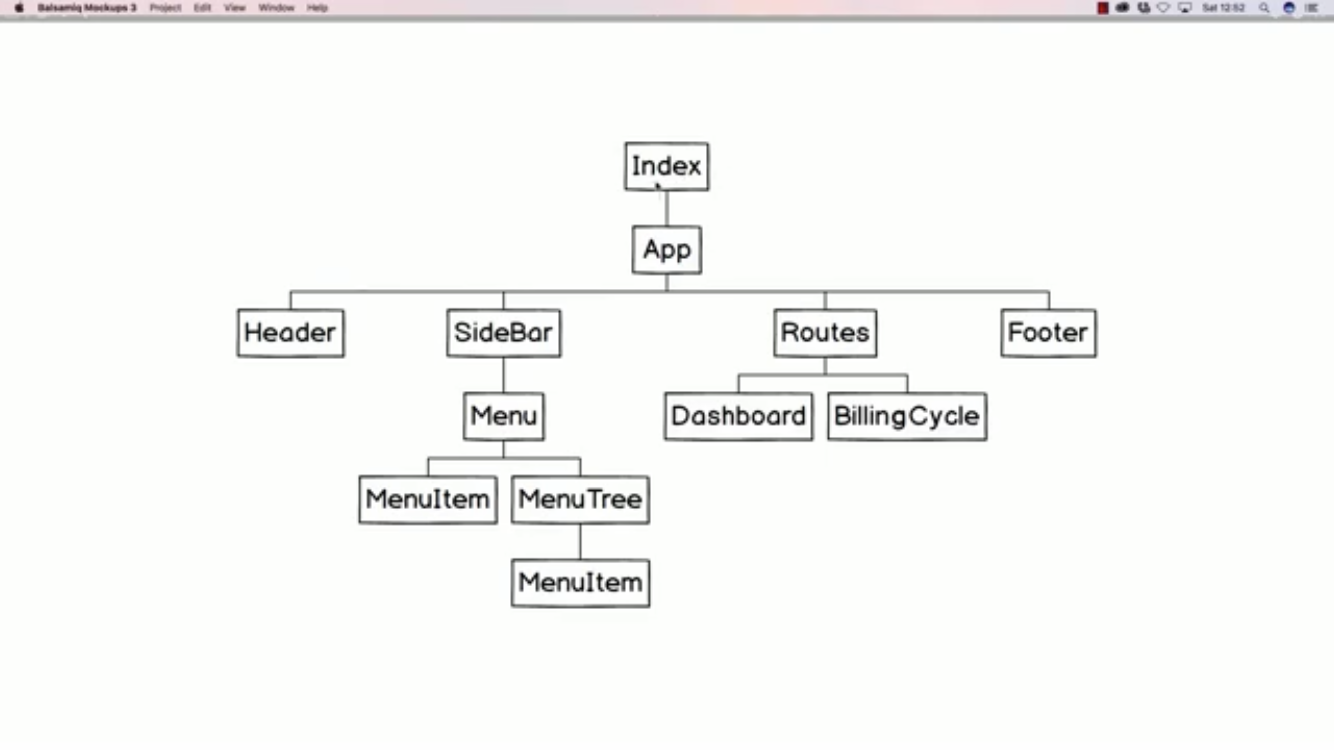 Balsamiq Mockups 3 Project Edit View Window Help Sat 12:52
Index
App
Header SideBar Routes Footer
Menu Dashboard BillingCycle
MenuItem MenuTree
MenuItem